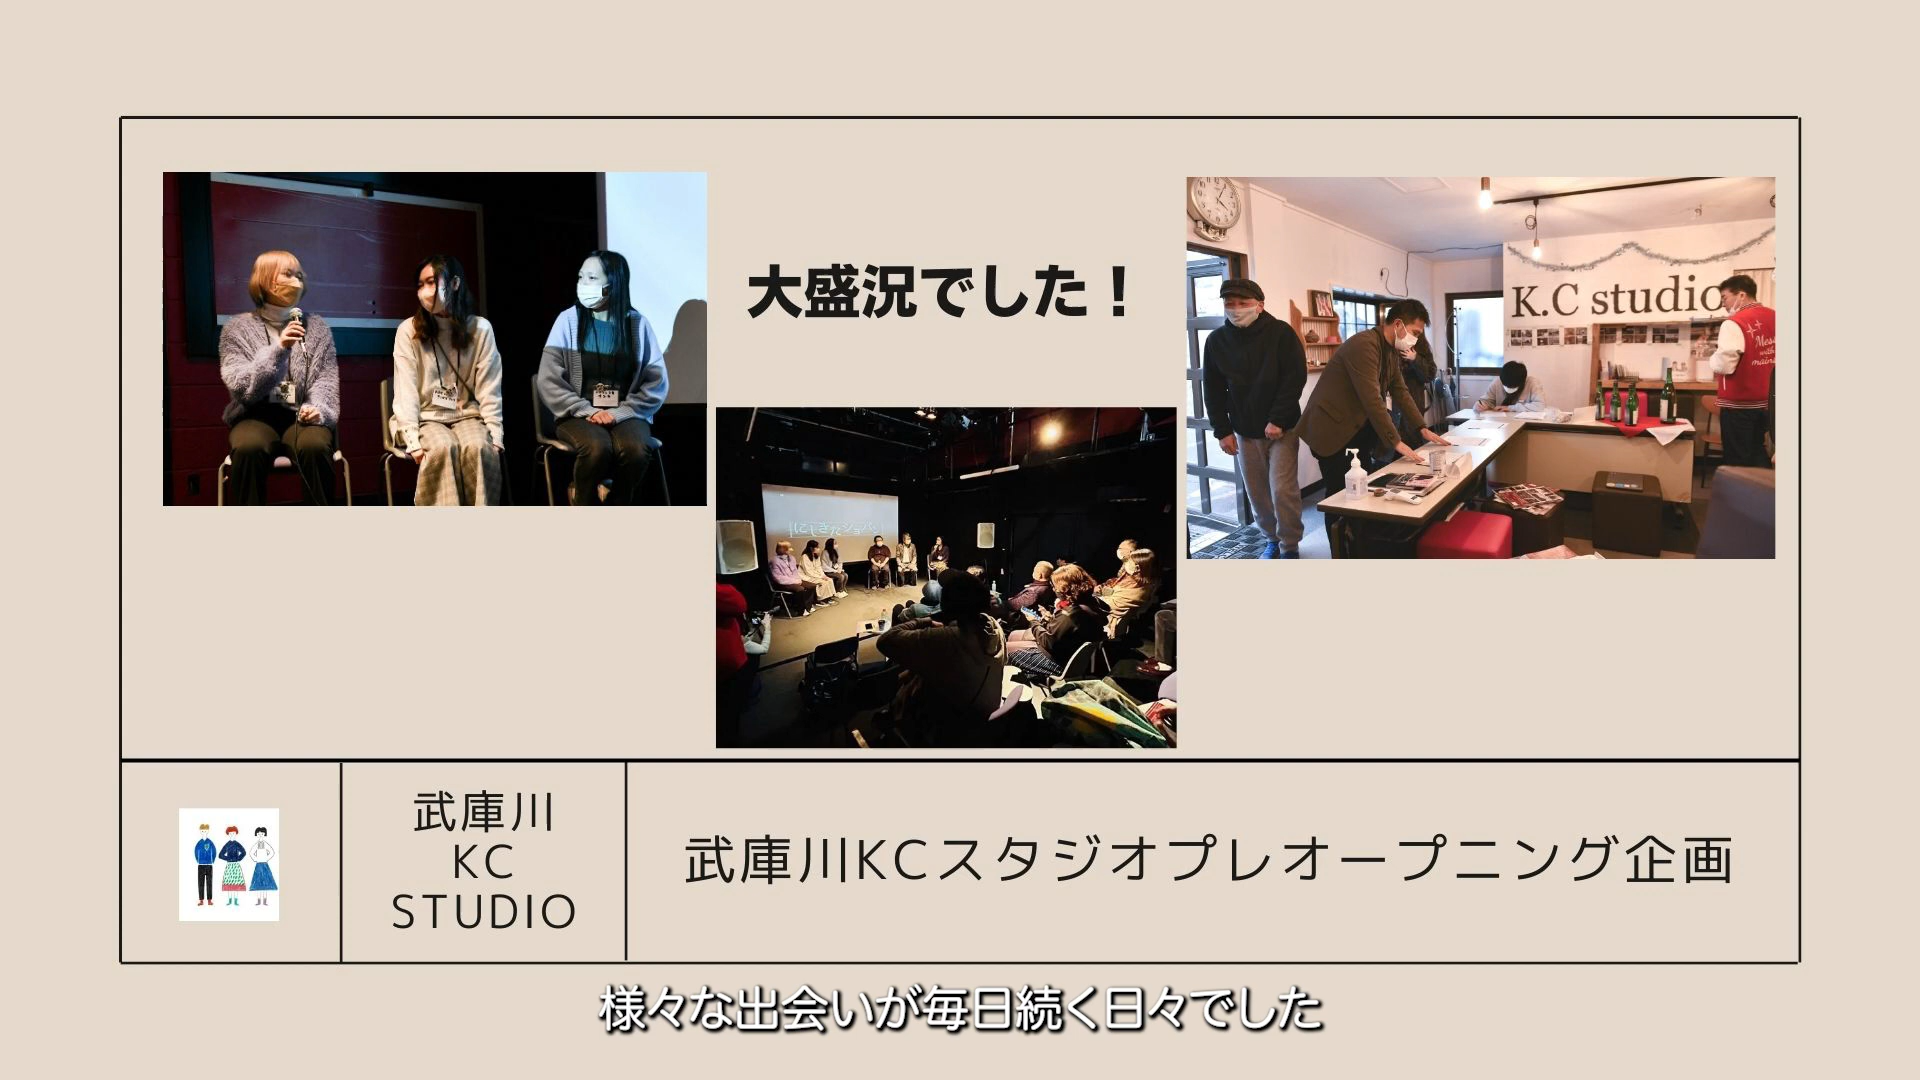 大盛況でした！
K.C studio
武庫川
KC
STUDIO
武庫川KCスタジオプレオープニング企画
様々な出会いが毎日続く日々でした